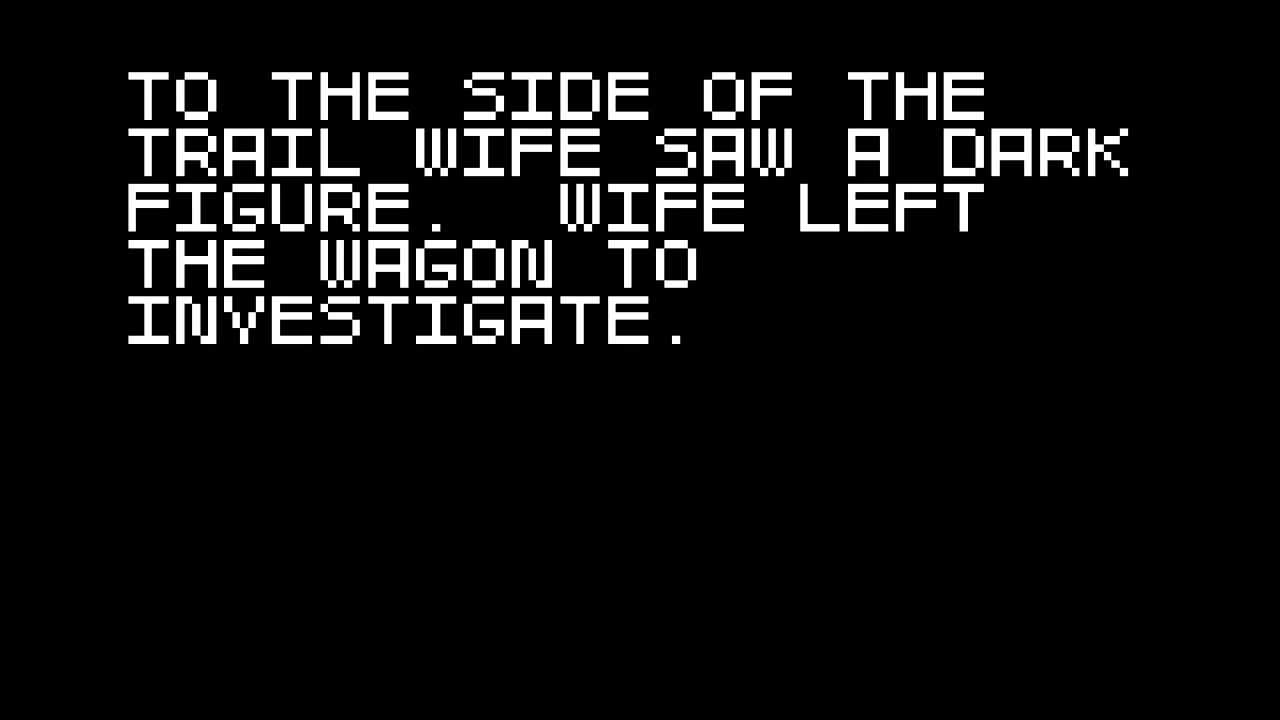 TO THE SIDE OF THE
TRAIL WIFE SAW A DARK
FIGURE.  WIFE LEFT
THE WAGON TO
INVESTIGATE.